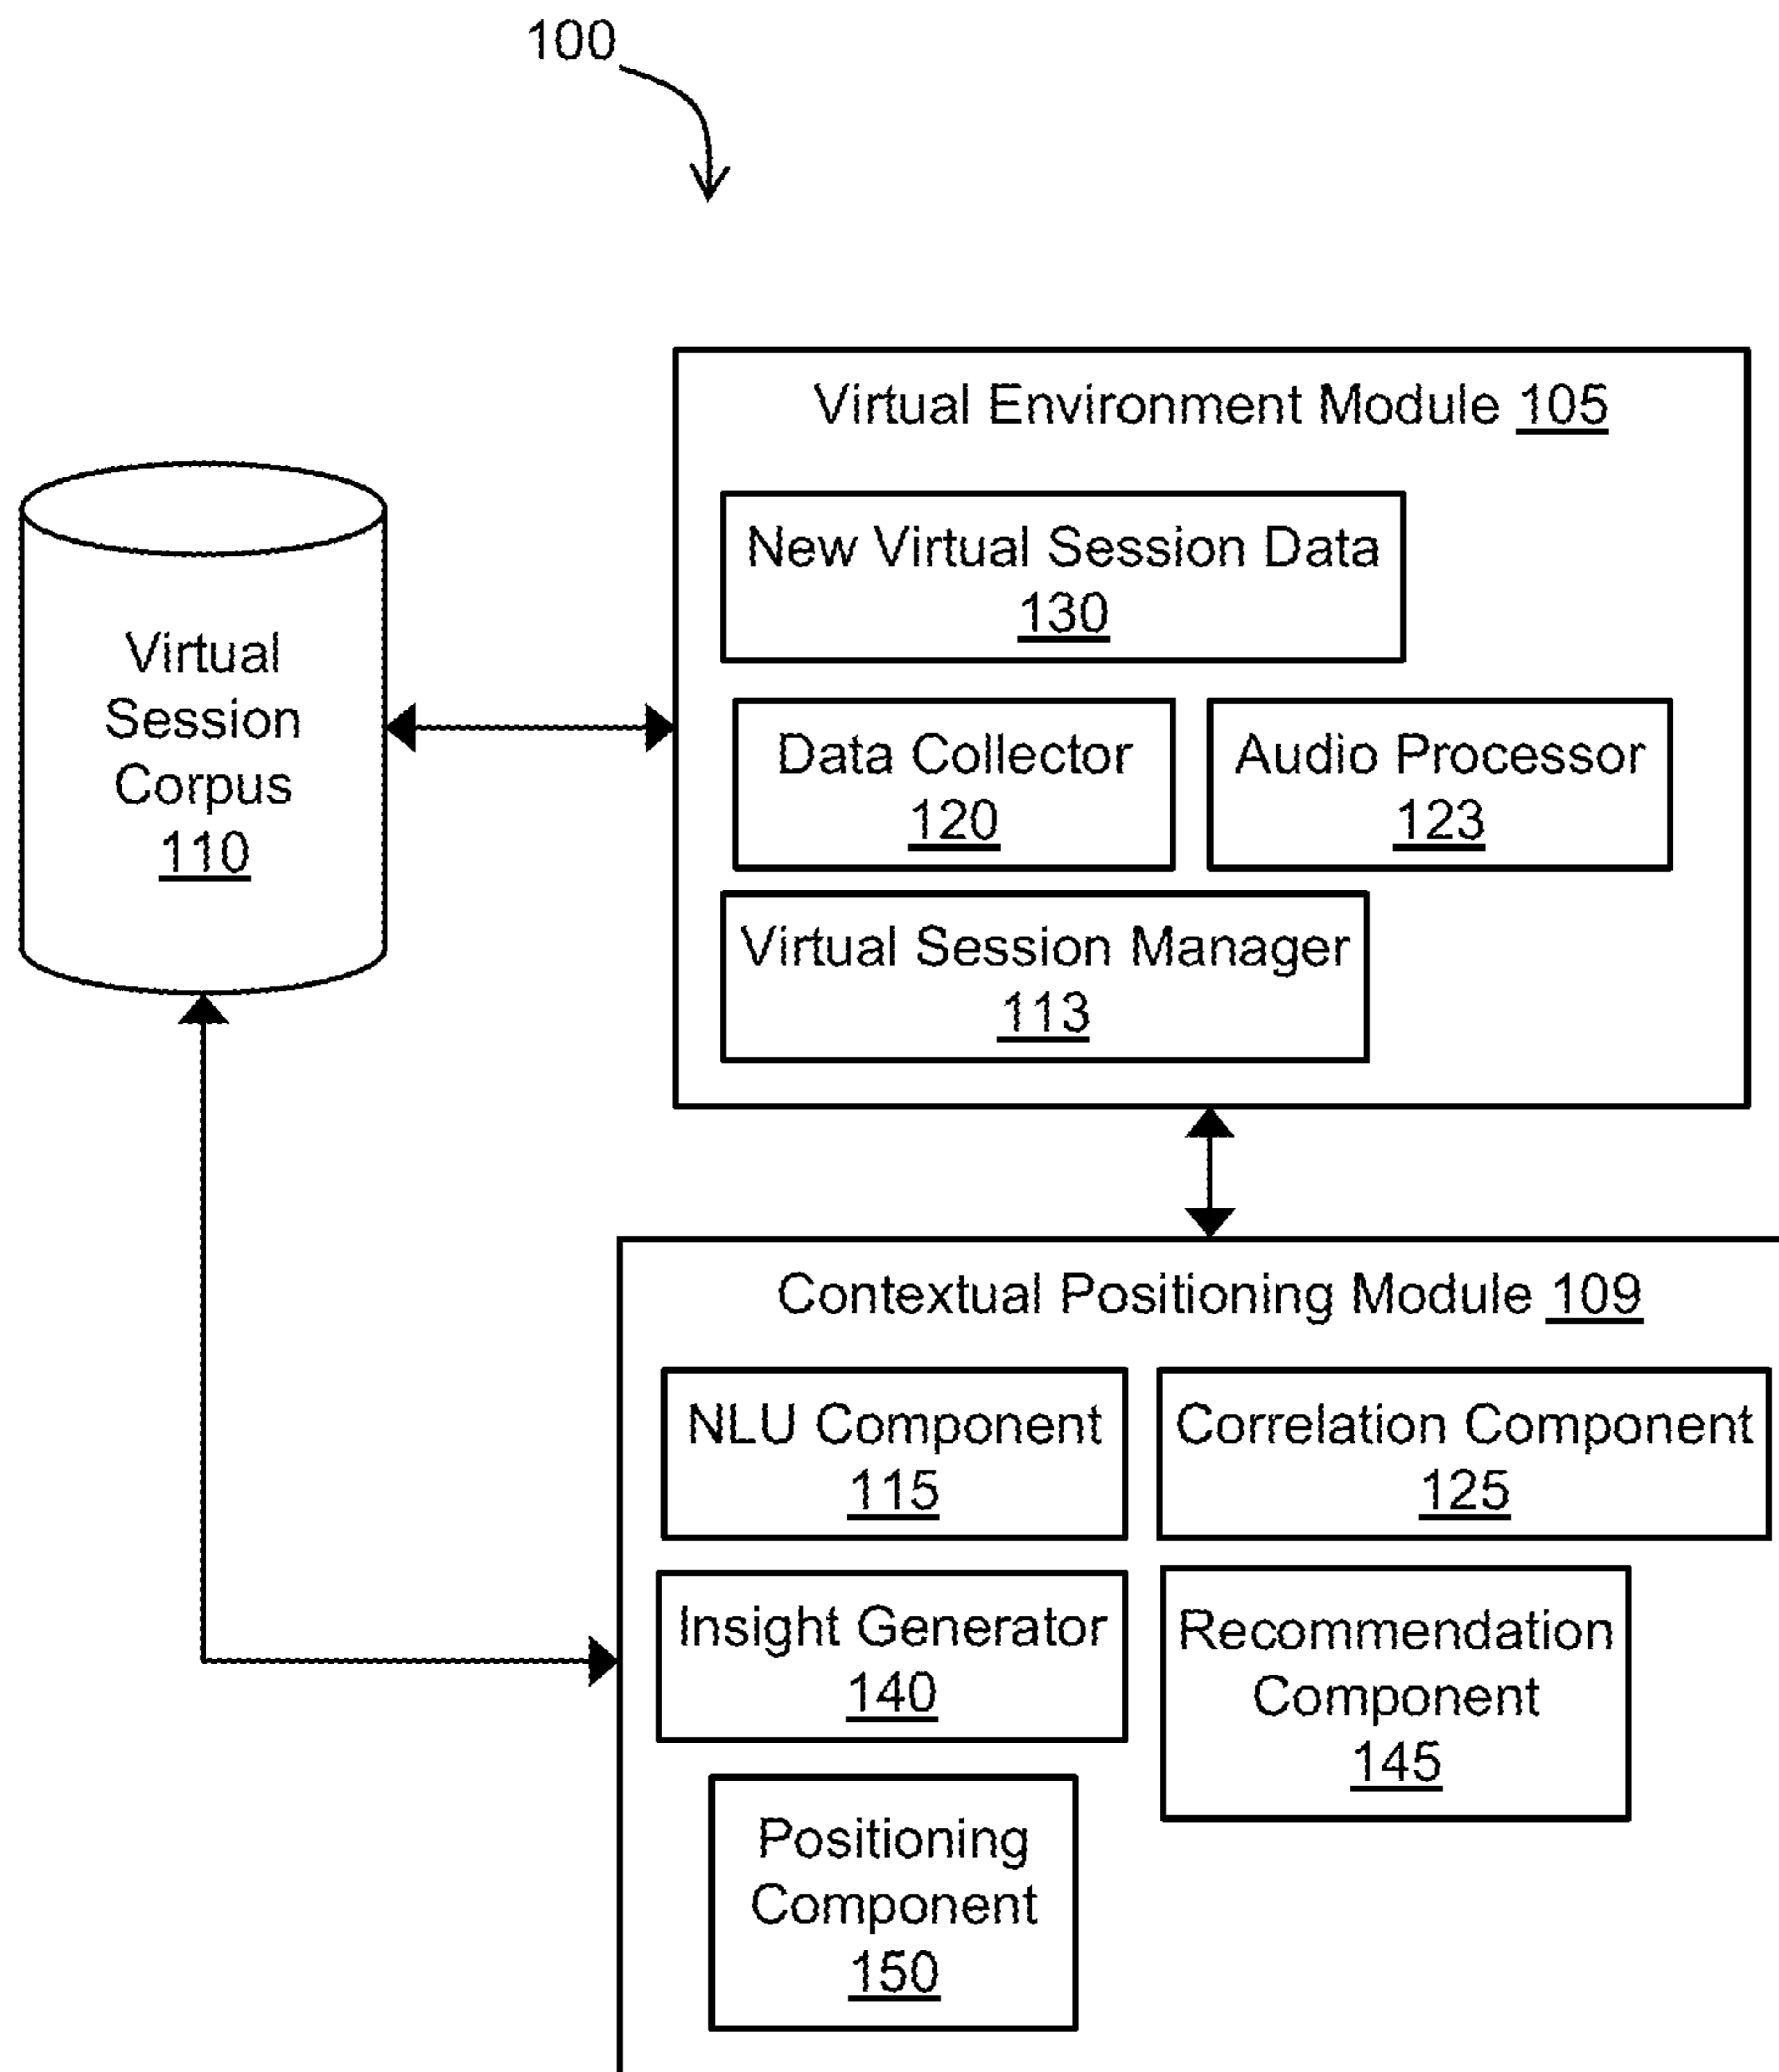 100
Virtual Environment Module 105
New Virtual Session Data
130
Data Collector
120
Audio Processor
123
Virtual Session Manager
113
Virtual
Session
Corpus
110
Contextual Positioning Module 109
NLU Component
115
Correlation Component
125
Insight Generator
140
Recommendation
Component
145
Positioning
Component
150